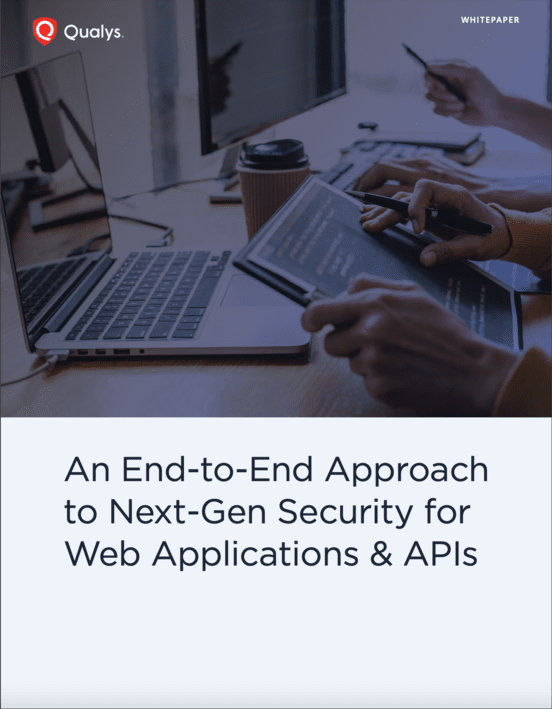 Qualys.
WHITEPAPER
An End-to-End Approach
to Next-Gen Security for
Web Applications & APIs